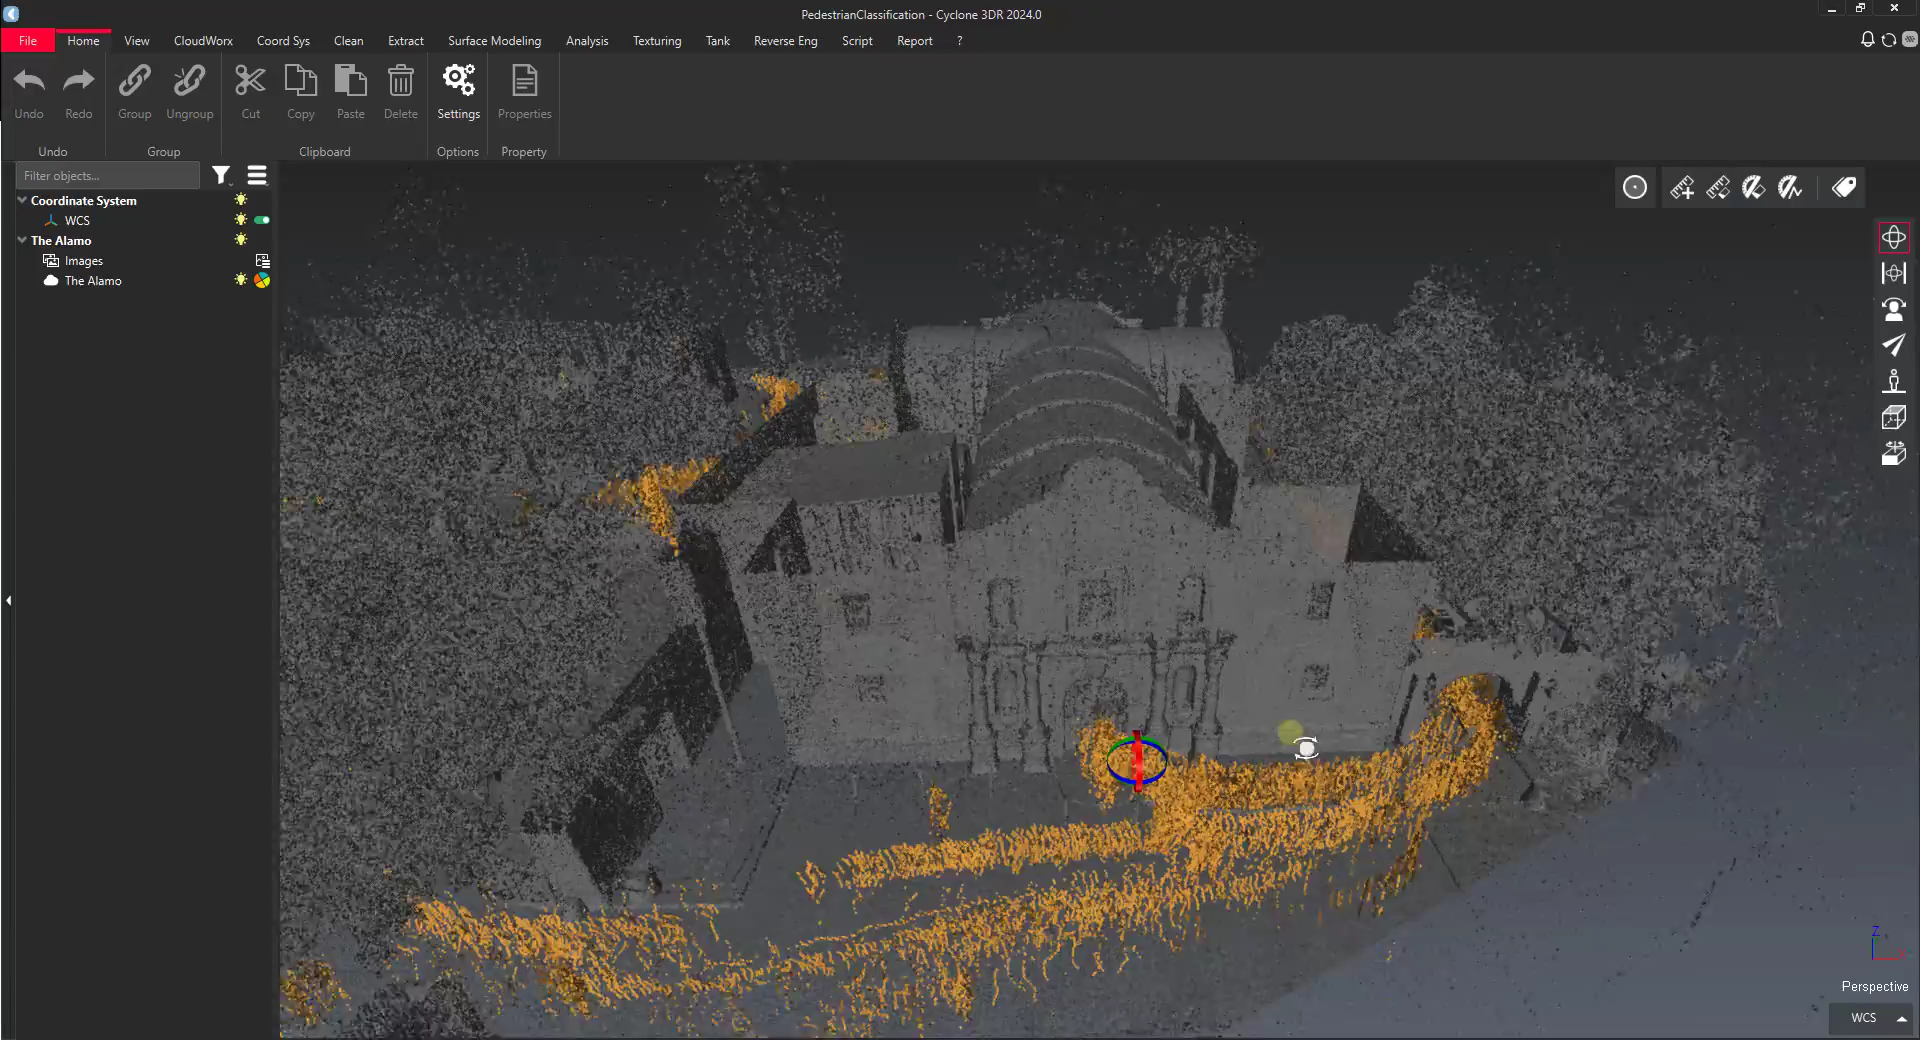 PedestrianClassification - Cyclone 3DR 2024.0
File Home View CloudWorx Coord Sys Clean Extract Surface Modeling Analysis Texturing Tank Reverse Eng Script Report ?
Undo Redo Group Ungroup Cut Copy Paste Delete Settings Properties
Undo Group Clipboard Options Property
Filter objects...
Coordinate System
WCS
The Alamo
Images
The Alamo
Z
Perspective
WCS